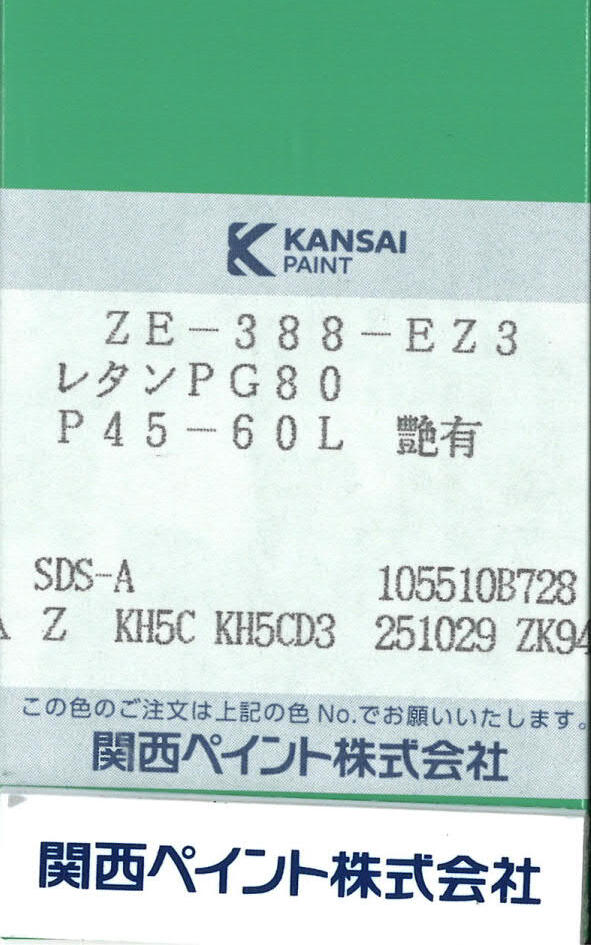 KANSAI
PAINT
ZE-388-EZ3
レタンPG80
P45-60L 艶有
SDS-A 105510B728
Z KH5C KH5CD3 251029 ZK94
この色のご注文は上記の色 No.でお願いいたします。
関西ペイント株式会社
関西ペイント株式会社